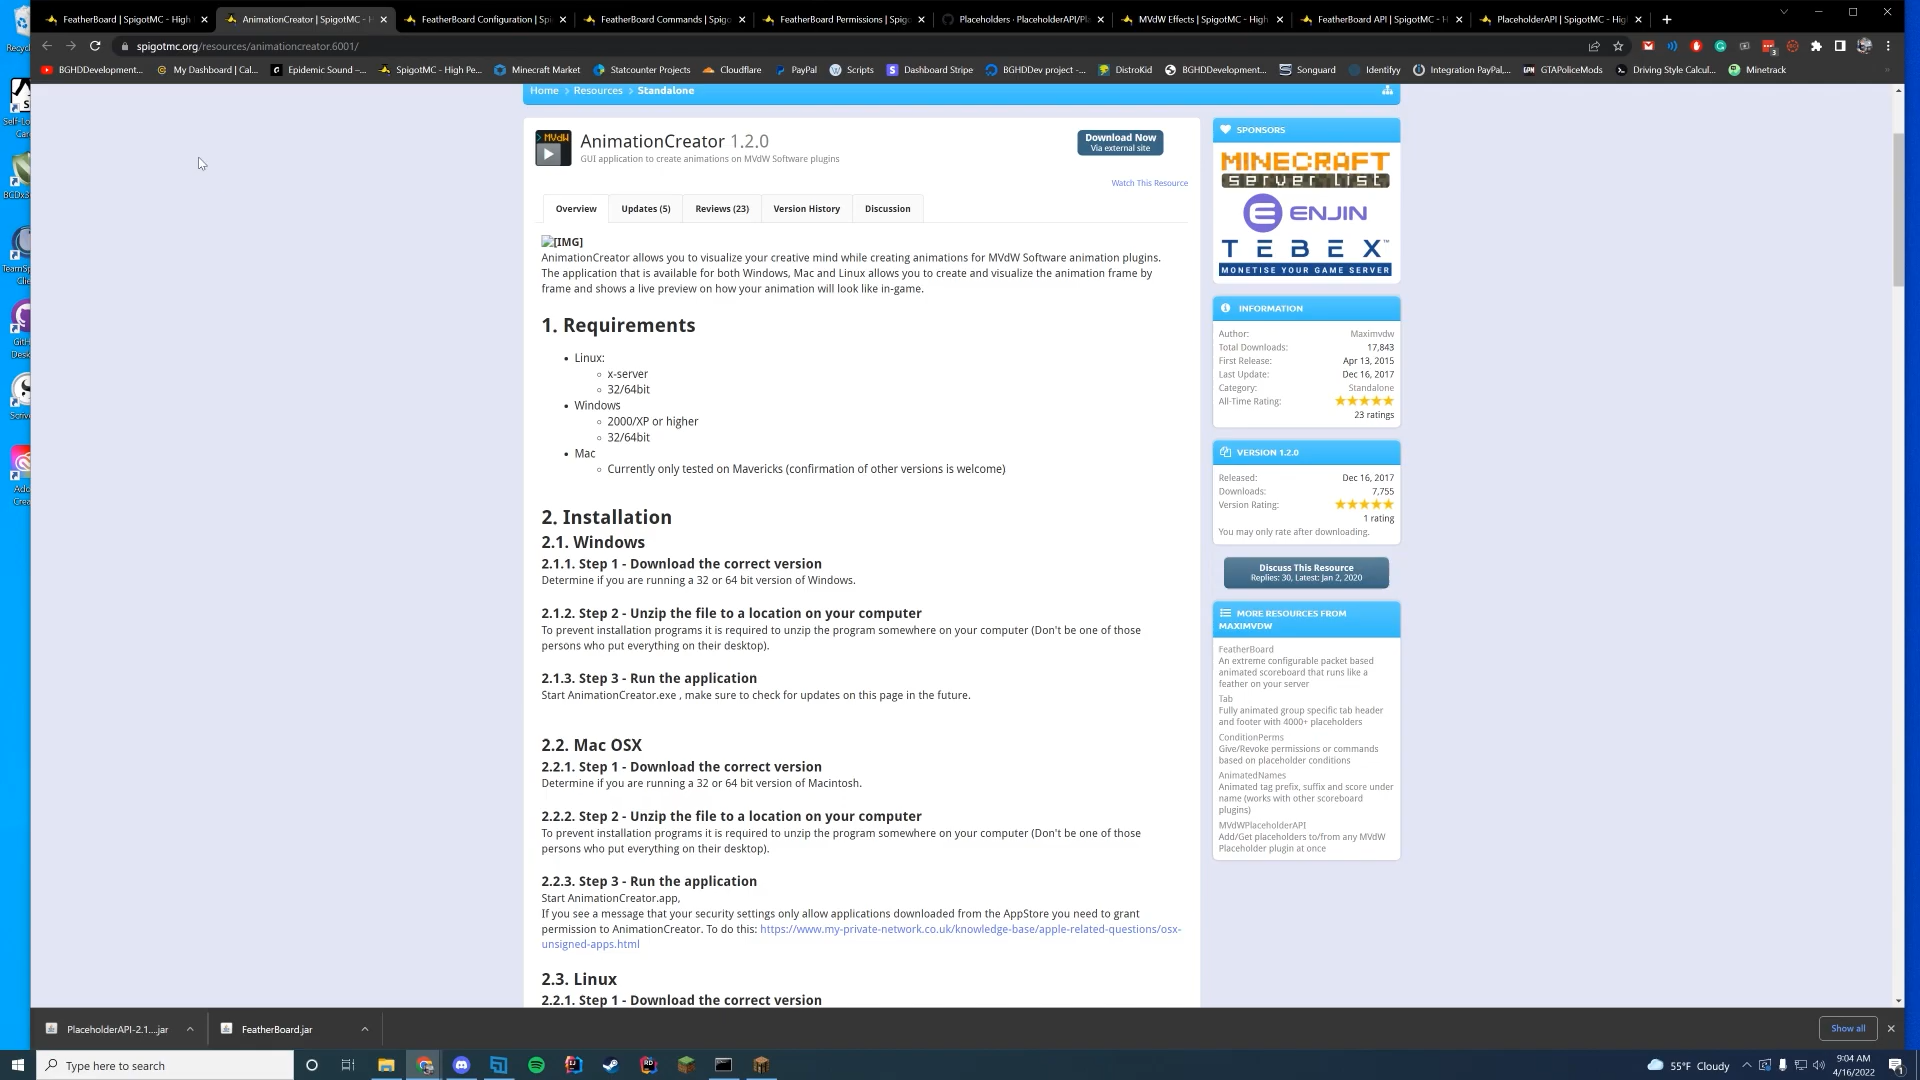 FeatherBoard | SpigotMC - High
AnimationCreator | SpigotMC - H
FeatherBoard Configuration | Spi
FeatherBoard Commands | Spigo
FeatherBoard Permissions | Spigo
Placeholders · PlaceholderAPI/Pl
MVdW Effects | SpigotMC - High
FeatherBoard API | SpigotMC - H
PlaceholderAPI | SpigotMC - Hig
spigotmc.org/resources/animationcreator.6001/
BGHDDevelopment...
My Dashboard | Cal...
Epidemic Sound –...
SpigotMC - High Pe...
Minecraft Market
Statcounter Projects
Cloudflare
PayPal
Scripts
Dashboard Stripe
BGHDDev project -...
DistroKid
BGHDDevelopment...
Songuard
Identifyy
Integration PayPal,...
GTAPoliceMods
Driving Style Calcul...
Minetrack
Home > Resources > Standalone
AnimationCreator 1.2.0
GUI application to create animations on MVdW Software plugins
Download Now
Via external site
Watch This Resource
Overview
Updates (5)
Reviews (23)
Version History
Discussion
[IMG]
AnimationCreator allows you to visualize your creative mind while creating animations for MVdW Software animation plugins.
The application that is available for both Windows, Mac and Linux allows you to create and visualize the animation frame by
frame and shows a live preview on how your animation will look like in-game.
1. Requirements
• Linux:
x-server
32/64bit
• Windows
2000/XP or higher
32/64bit
• Mac
Currently only tested on Mavericks (confirmation of other versions is welcome)
2. Installation
2.1. Windows
2.1.1. Step 1 - Download the correct version
Determine if you are running a 32 or 64 bit version of Windows.
2.1.2. Step 2 - Unzip the file to a location on your computer
To prevent installation programs it is required to unzip the program somewhere on your computer (Don't be one of those
persons who put everything on their desktop).
2.1.3. Step 3 - Run the application
Start AnimationCreator.exe , make sure to check for updates on this page in the future.
2.2. Mac OSX
2.2.1. Step 1 - Download the correct version
Determine if you are running a 32 or 64 bit version of Macintosh.
2.2.2. Step 2 - Unzip the file to a location on your computer
To prevent installation programs it is required to unzip the program somewhere on your computer (Don't be one of those
persons who put everything on their desktop).
2.2.3. Step 3 - Run the application
Start AnimationCreator.app,
If you see a message that your security settings only allow applications downloaded from the AppStore you need to grant
permission to AnimationCreator. To do this: https://www.my-private-network.co.uk/knowledge-base/apple-related-questions/osx-
unsigned-apps.html
2.3. Linux
2.2.1. Step 1 - Download the correct version
SPONSORS
MINECRAFT
SERVER LIST
ENJIN
TEBEX™
MONETISE YOUR GAME SERVER
INFORMATION
Author: Maximvdw
Total Downloads: 17,843
First Release: Apr 13, 2015
Last Update: Dec 16, 2017
Category: Standalone
All-Time Rating:
23 ratings
VERSION 1.2.0
Released: Dec 16, 2017
Downloads: 7,755
Version Rating:
1 rating
You may only rate after downloading.
Discuss This Resource
Replies: 30, Latest: Jan 2, 2020
MORE RESOURCES FROM
MAXIMVDW
FeatherBoard
An extreme configurable packet based
animated scoreboard that runs like a
feather on your server
Tab
Fully animated group specific tab header
and footer with 4000+ placeholders
ConditionPerms
Give/Revoke permissions or commands
based on placeholder conditions
AnimatedNames
Animated tag prefix, suffix and score under
name (works with other scoreboard
plugins)
MVdWPlaceholderAPI
Add/Get placeholders to/from any MVdW
Placeholder plugin at once
PlaceholderAPI-2.1....jar
FeatherBoard.jar
Show all
Type here to search
55°F Cloudy
9:04 AM
4/16/2022